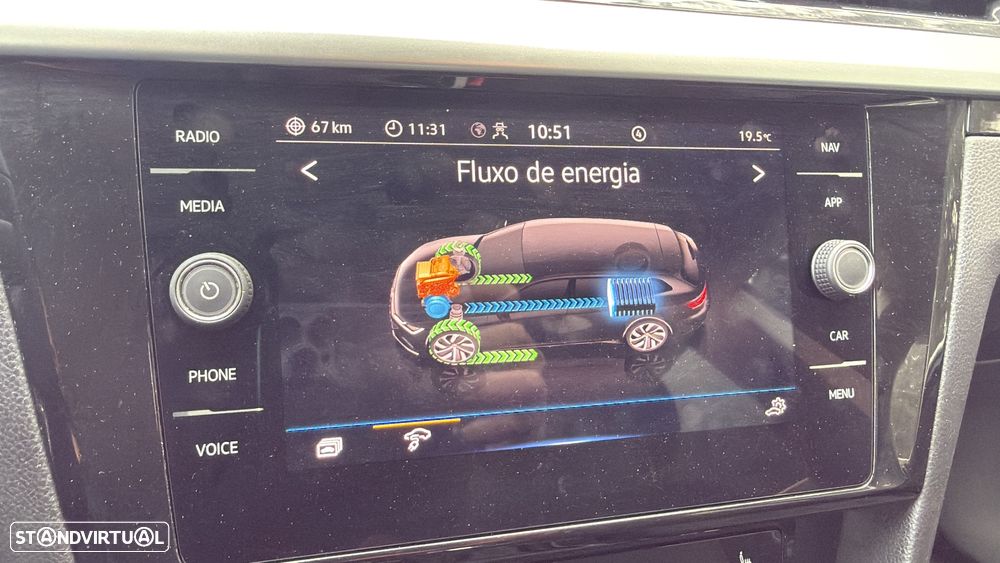 67 km 11:31 10:51 4 19.5°C
Fluxo de energia
RADIO
MEDIA
PHONE
VOICE
NAV
APP
CAR
MENU
STANDVIRTUAL